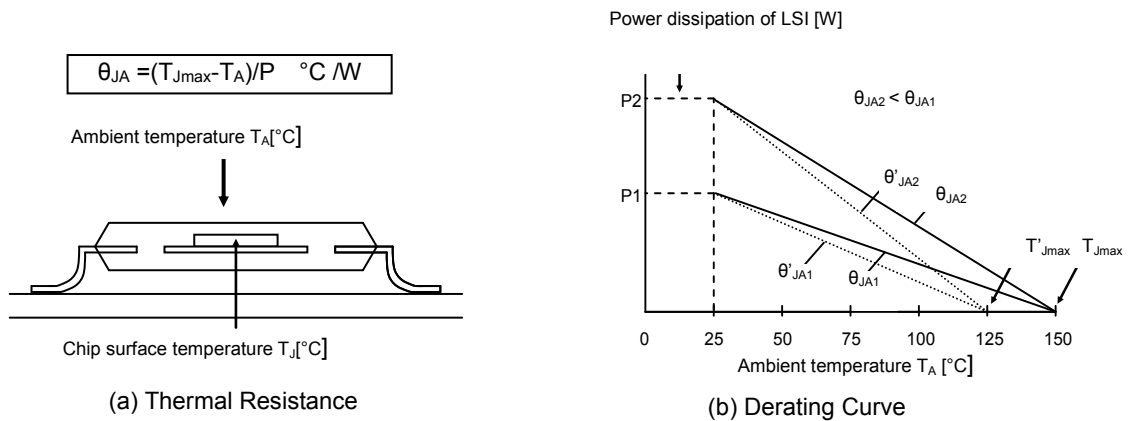 θJA =(TJmax-TA)/P °C /W
Ambient temperature TA[°C]
Chip surface temperature TJ[°C]
(a) Thermal Resistance
Power dissipation of LSI [W]
P2
θJA2 < θJA1
θ'JA2
θJA2
P1
T'Jmax TJmax
θ'JA1
θJA1
0 25 50 75 100 125 150
Ambient temperature TA [°C]
(b) Derating Curve